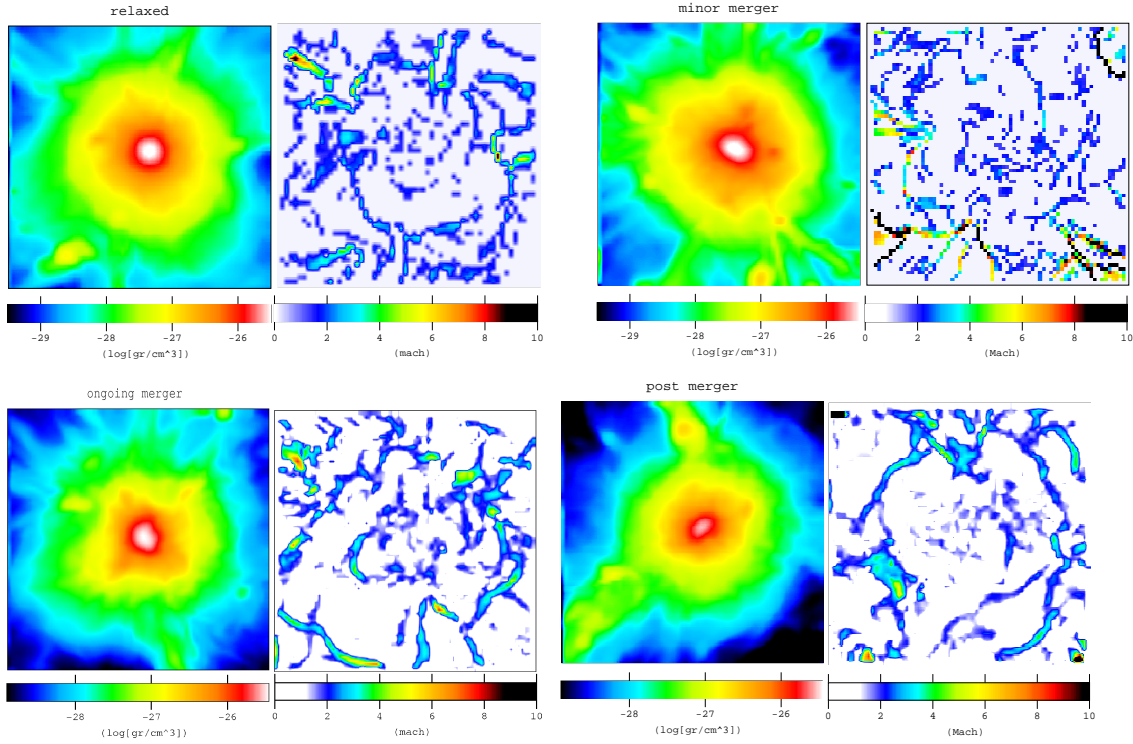 relaxed
minor merger
-29 -28 -27 -26 0 2 4 6 8 10
(log[gr/cm^3]) (mach)
-29 -28 -27 -26 0 2 4 6 8 10
(log[gr/cm^3]) (Mach)
ongoing merger
post merger
-28 -27 -26 0 2 4 6 8 10
(log[gr/cm^3]) (mach)
-28 -27 -26 0 2 4 6 8 10
(log[gr/cm^3]) (Mach)